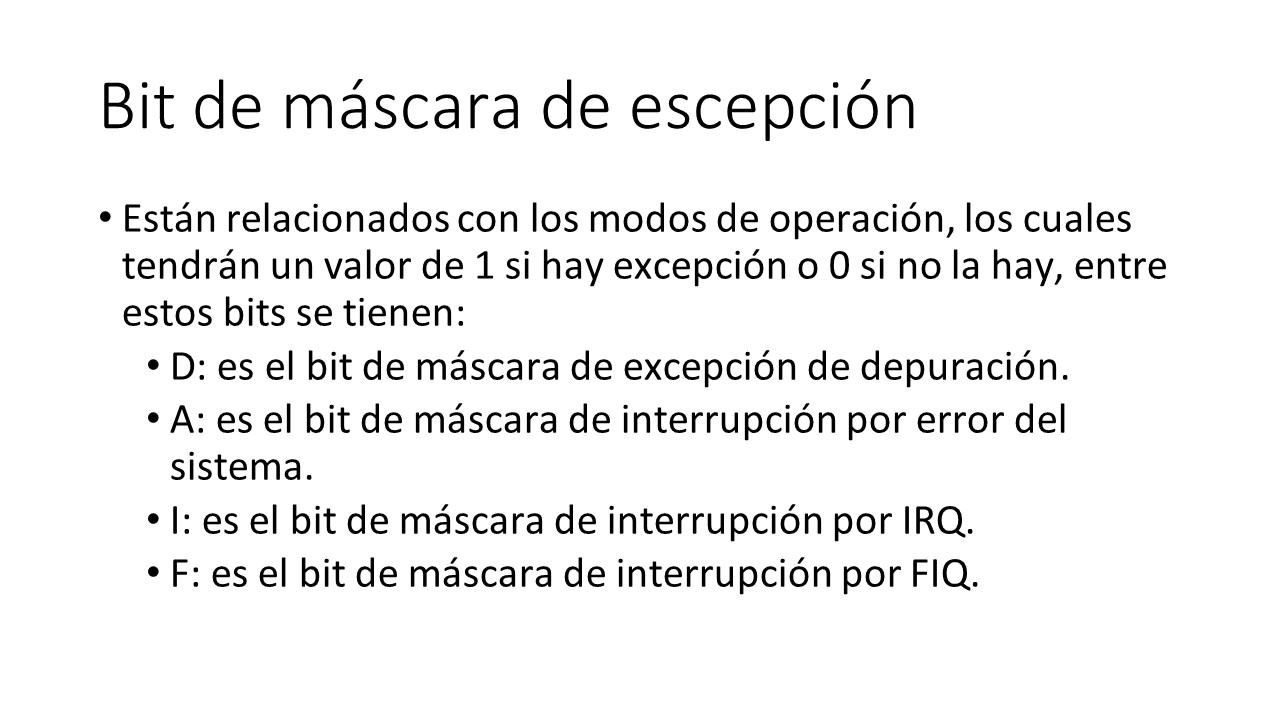 Bit de máscara de escepción
• Están relacionados con los modos de operación, los cuales
tendrán un valor de 1 si hay excepción o 0 si no la hay, entre
estos bits se tienen:
• D: es el bit de máscara de excepción de depuración.
• A: es el bit de máscara de interrupción por error del
sistema.
• I: es el bit de máscara de interrupción por IRQ.
• F: es el bit de máscara de interrupción por FIQ.